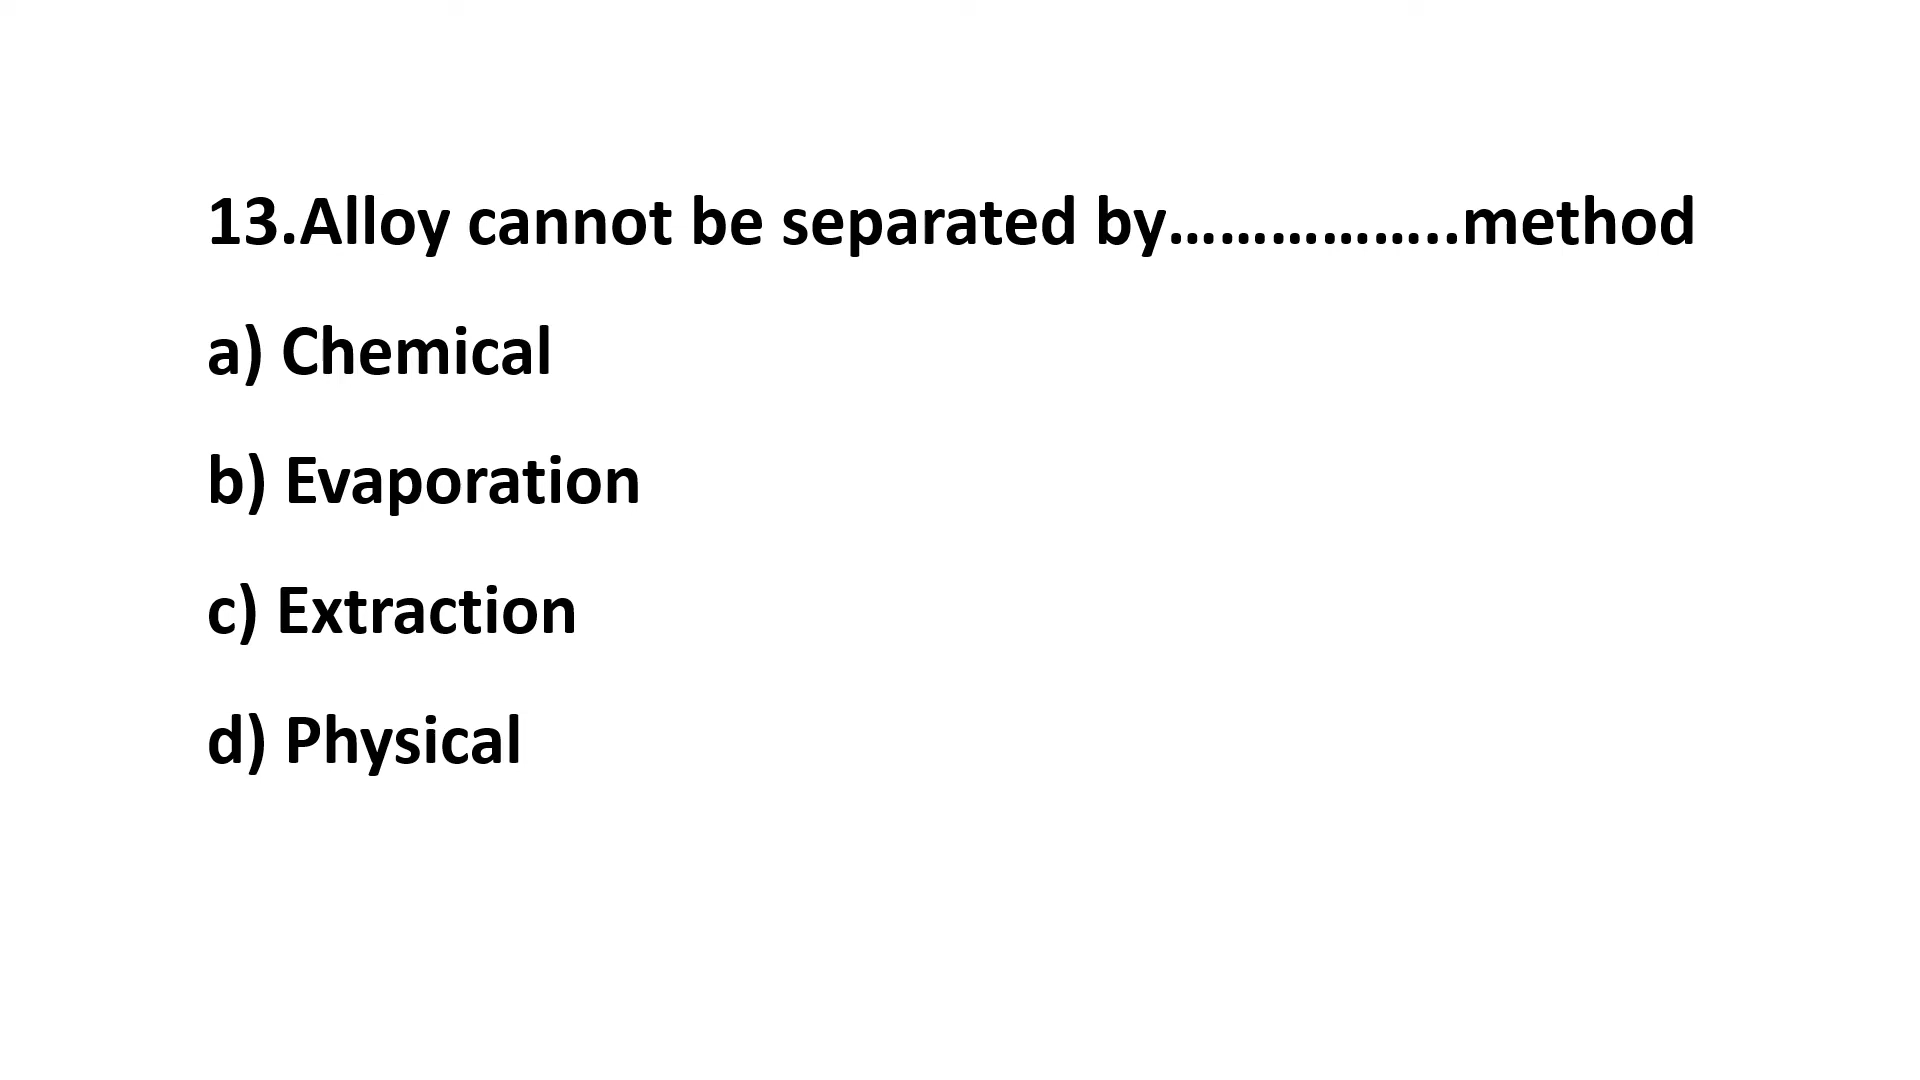 13.Alloy cannot be separated by……………..method
a) Chemical
b) Evaporation
c) Extraction
d) Physical